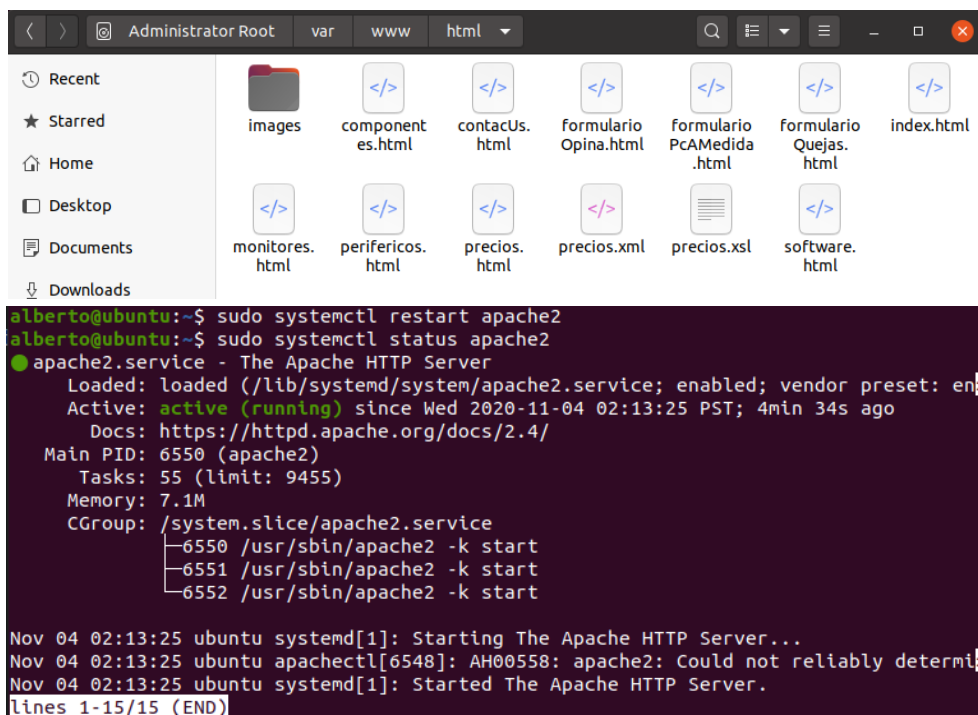 Administrator Root var www html
Recent
Starred
Home
Desktop
Documents
Downloads
images
component
es.html
contacUs.
html
formulario
Opina.html
formulario
PcAMedida
.html
formulario
Quejas.
html
index.html
monitores.
html
perifericos.
html
precios.
html
precios.xml
precios.xsl
software.
html
alberto@ubuntu:~$ sudo systemctl restart apache2
alberto@ubuntu:~$ sudo systemctl status apache2
● apache2.service - The Apache HTTP Server
Loaded: loaded (/lib/systemd/system/apache2.service; enabled; vendor preset: en
Active: active (running) since Wed 2020-11-04 02:13:25 PST; 4min 34s ago
Docs: https://httpd.apache.org/docs/2.4/
Main PID: 6550 (apache2)
Tasks: 55 (limit: 9455)
Memory: 7.1M
CGroup: /system.slice/apache2.service
├─6550 /usr/sbin/apache2 -k start
├─6551 /usr/sbin/apache2 -k start
└─6552 /usr/sbin/apache2 -k start
Nov 04 02:13:25 ubuntu systemd[1]: Starting The Apache HTTP Server...
Nov 04 02:13:25 ubuntu apachectl[6548]: AH00558: apache2: Could not reliably determi
Nov 04 02:13:25 ubuntu systemd[1]: Started The Apache HTTP Server.
lines 1-15/15 (END)